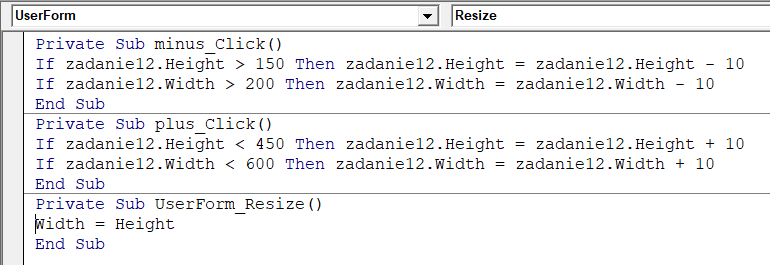 UserForm Resize
Private Sub minus_Click()
If zadanie12.Height > 150 Then zadanie12.Height = zadanie12.Height - 10
If zadanie12.Width > 200 Then zadanie12.Width = zadanie12.Width - 10
End Sub
Private Sub plus_Click()
If zadanie12.Height < 450 Then zadanie12.Height = zadanie12.Height + 10
If zadanie12.Width < 600 Then zadanie12.Width = zadanie12.Width + 10
End Sub
Private Sub UserForm_Resize()
Width = Height
End Sub